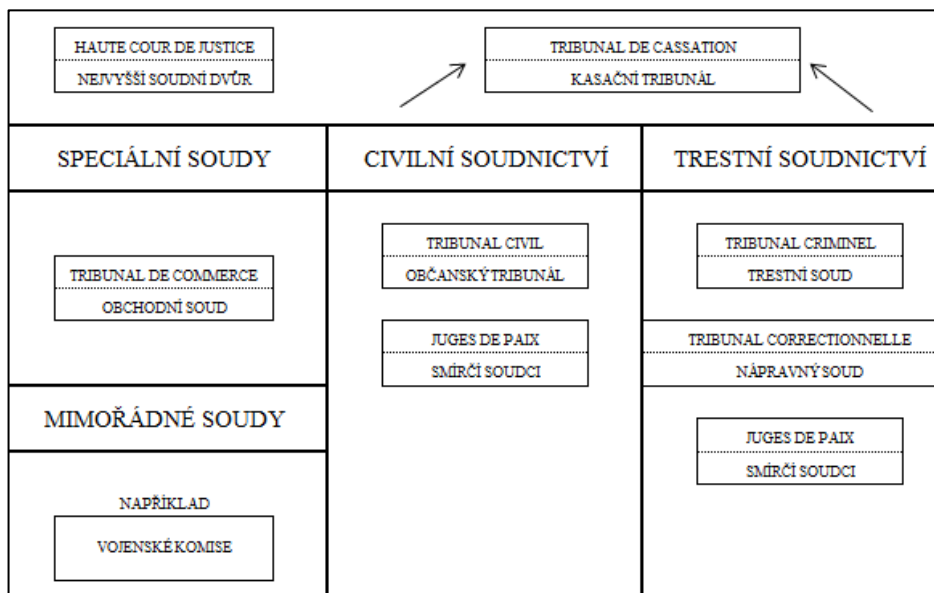 HAUTE COUR DE JUSTICE
NEJVYŠŠÍ SOUDNÍ DVŮR
TRIBUNAL DE CASSATION
KASAČNÍ TRIBUNÁL
SPECIÁLNÍ SOUDY
CIVILNÍ SOUDNICTVÍ
TRESTNÍ SOUDNICTVÍ
TRIBUNAL DE COMMERCE
OBCHODNÍ SOUD
MIMOŘÁDNÉ SOUDY
NAPŘÍKLAD
VOJENSKÉ KOMISE
TRIBUNAL CIVIL
OBČANSKÝ TRIBUNÁL
JUGES DE PAIX
SMÍRČÍ SOUDCI
TRIBUNAL CRIMINEL
TRESTNÍ SOUD
TRIBUNAL CORRECTIONNELLE
NÁPRAVNÝ SOUD
JUGES DE PAIX
SMÍRČÍ SOUDCI